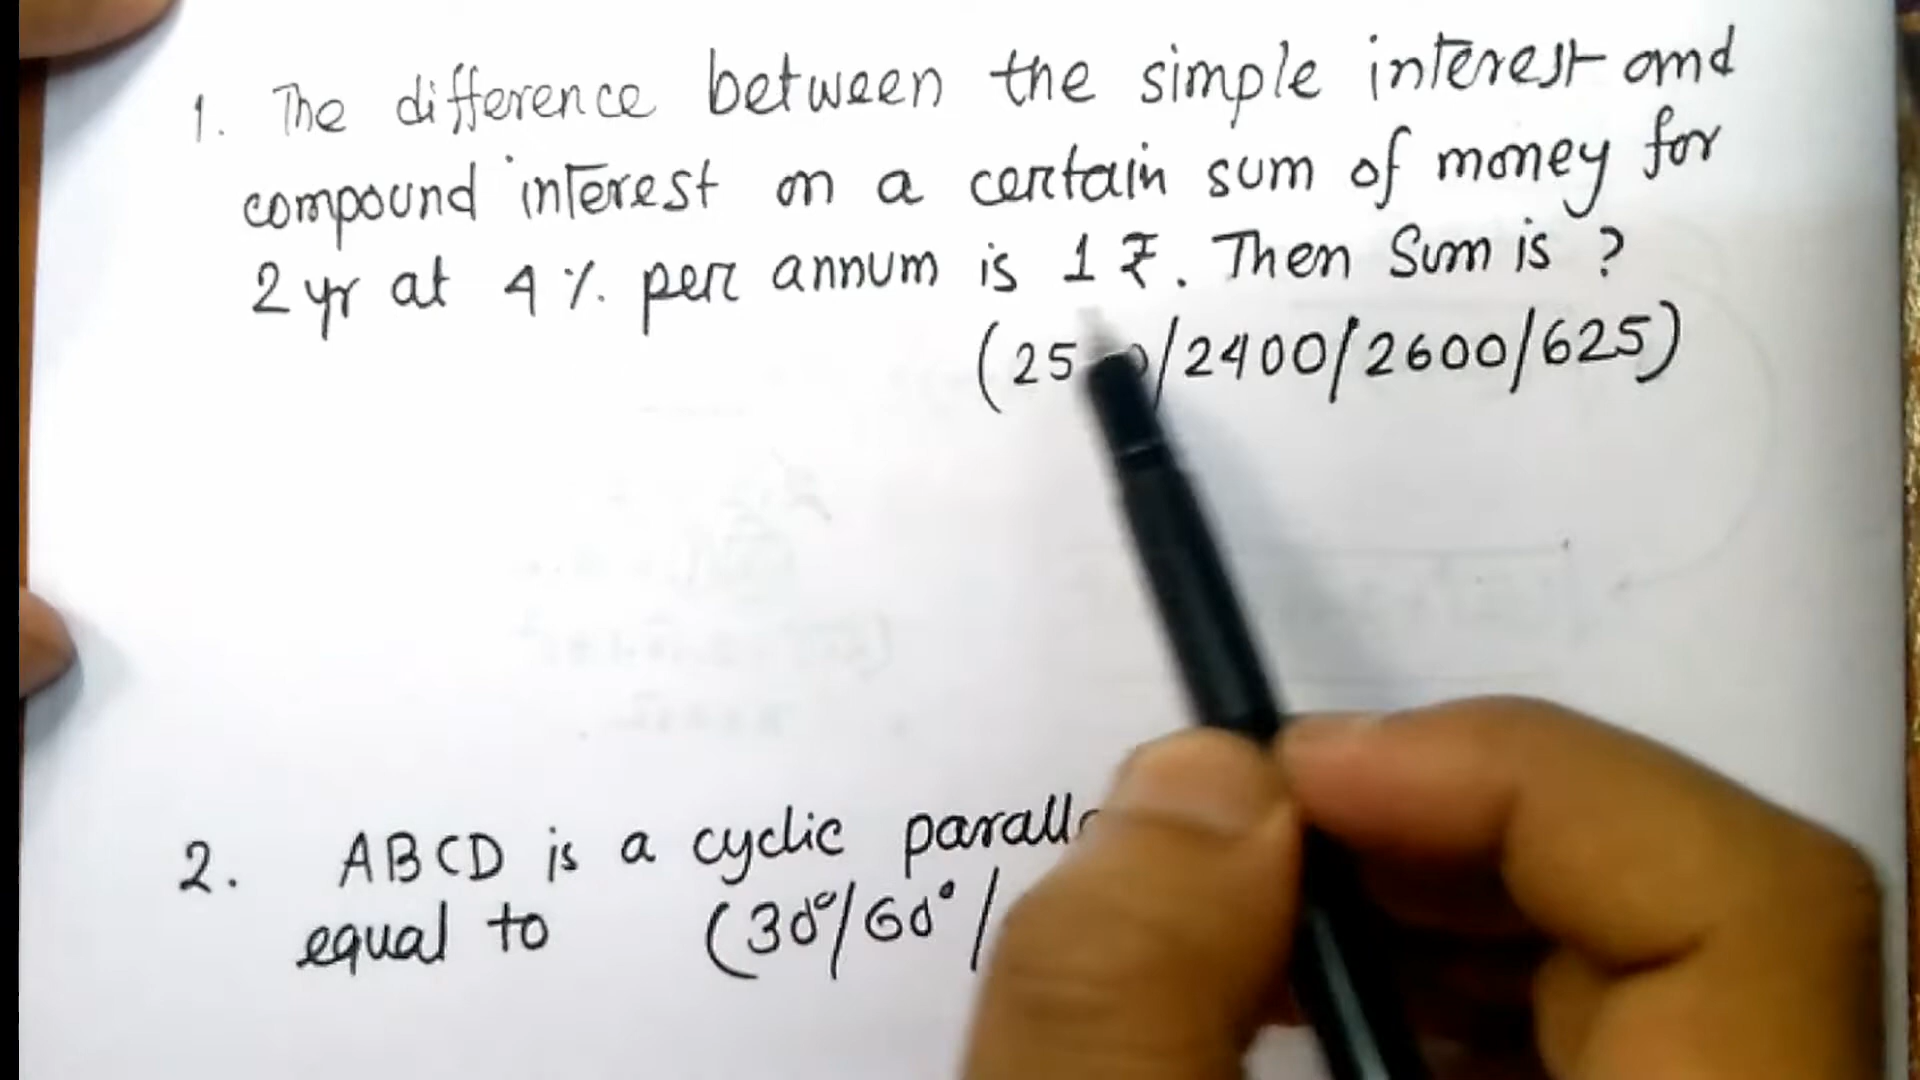 1. The difference between the simple interest and
compound interest on a certain sum of money for
2 yr at 4 % per annum is 1 ₹. Then Sum is ?
(25 /2400/2600/625)
2. ABCD is a cyclic
equal to (30°/60°/